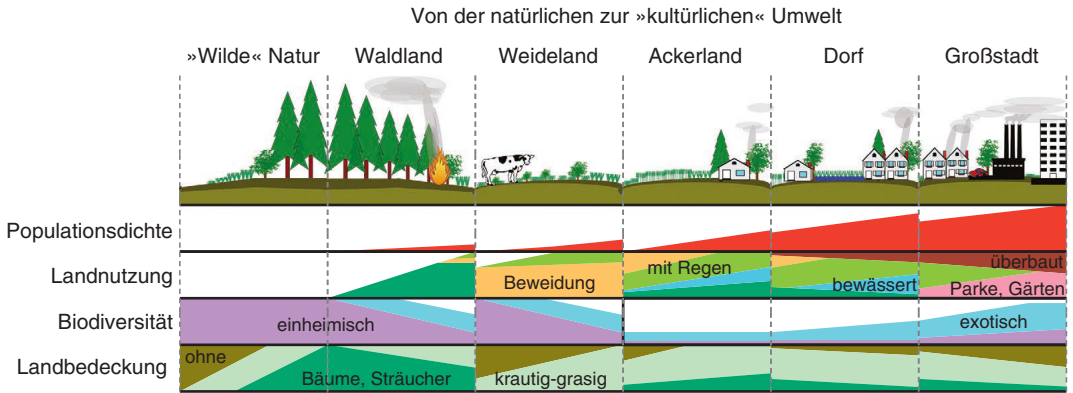 Von der natürlichen zur »kultürlichen« Umwelt
»Wilde« Natur Waldland Weideland Ackerland Dorf Großstadt
Populationsdichte
Landnutzung Beweidung mit Regen bewässert überbaut Parke, Gärten
Biodiversität einheimisch exotisch
Landbedeckung ohne Bäume, Sträucher krautig-grasig